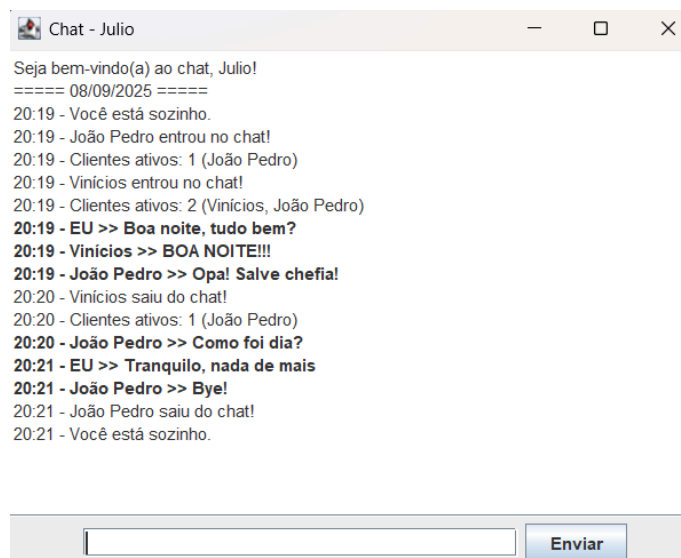 Chat - Julio
Seja bem-vindo(a) ao chat, Julio!
===== 08/09/2025 =====
20:19 - Você está sozinho.
20:19 - João Pedro entrou no chat!
20:19 - Clientes ativos: 1 (João Pedro)
20:19 - Vinícios entrou no chat!
20:19 - Clientes ativos: 2 (Vinícios, João Pedro)
20:19 - EU >> Boa noite, tudo bem?
20:19 - Vinícios >> BOA NOITE!!!
20:19 - João Pedro >> Opa! Salve chefia!
20:20 - Vinícios saiu do chat!
20:20 - Clientes ativos: 1 (João Pedro)
20:20 - João Pedro >> Como foi dia?
20:21 - EU >> Tranquilo, nada de mais
20:21 - João Pedro >> Bye!
20:21 - João Pedro saiu do chat!
20:21 - Você está sozinho.
Enviar